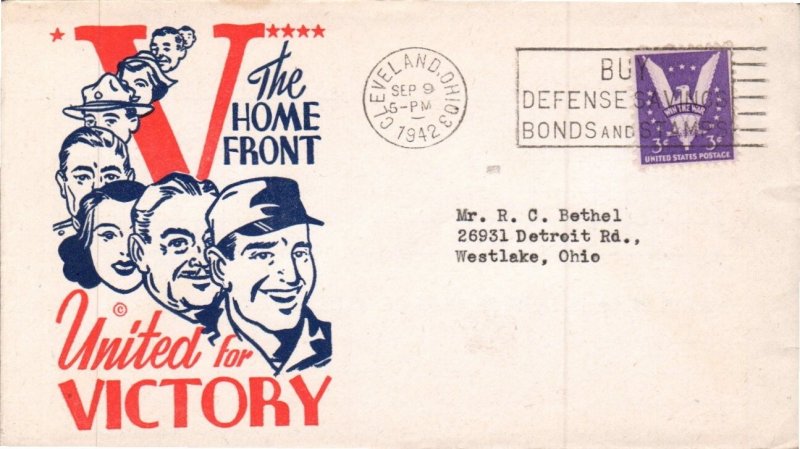 V
The
HOME
FRONT
©
United for
VICTORY
CLEVELAND, OHIO 3
SEP 9
5-PM
1942
BUY
DEFENSE SAVINGS
BONDS AND STAMPS
WIN THE WAR
3¢ 3¢
UNITED STATES POSTAGE
Mr. R. C. Bethel
26931 Detroit Rd.,
Westlake, Ohio